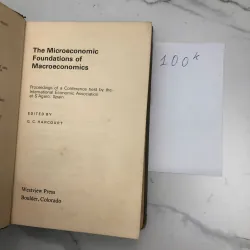 The Microeconomic
Foundations of
Macroeconomics
Proceedings of a Conference held by the
International Economic Association
at S'Agaro, Spain
EDITED BY
G. C. HARCOURT
Westview Press
Boulder, Colorado
100k